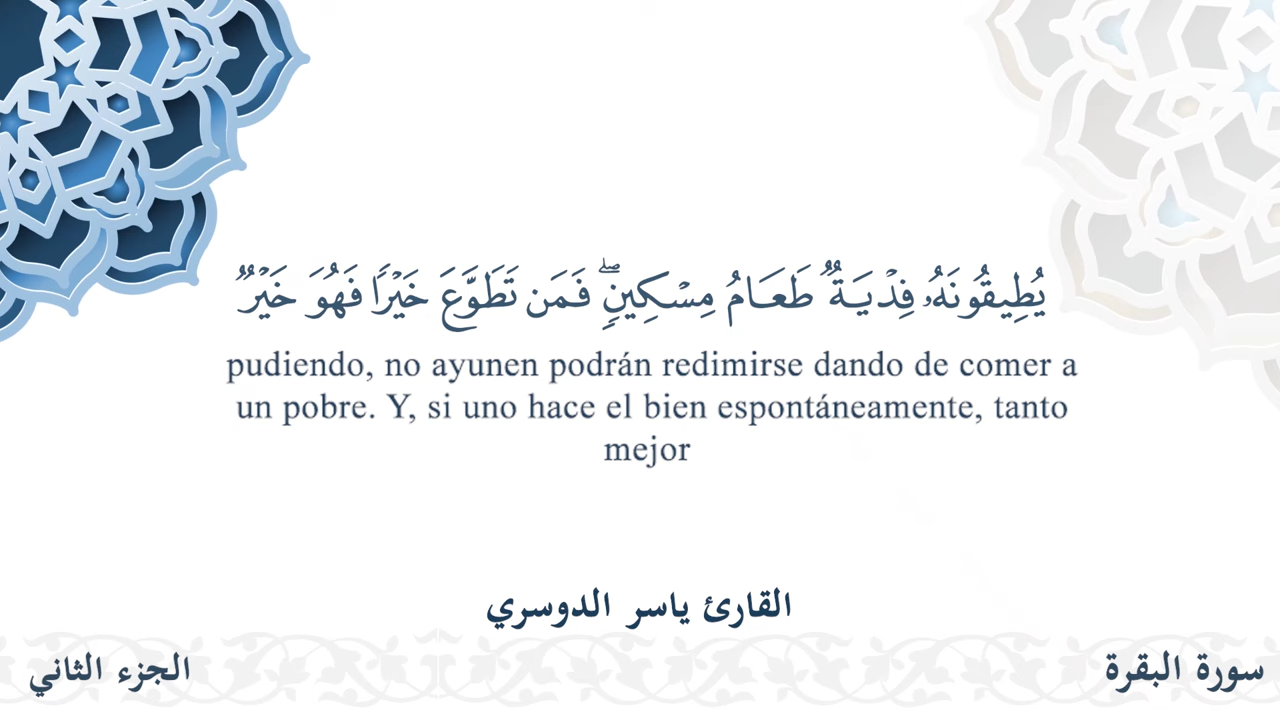 يُطِيقُونَهُۥ فِدۡيَةٞ طَعَامُ مِسۡكِينٖۖ فَمَن تَطَوَّعَ خَيۡرٗا فَهُوَ خَيۡرٞ
pudiendo, no ayunen podrán redimirse dando de comer a
un pobre. Y, si uno hace el bien espontáneamente, tanto
mejor
القارئ ياسر الدوسري
سورة البقرة
الجزء الثاني